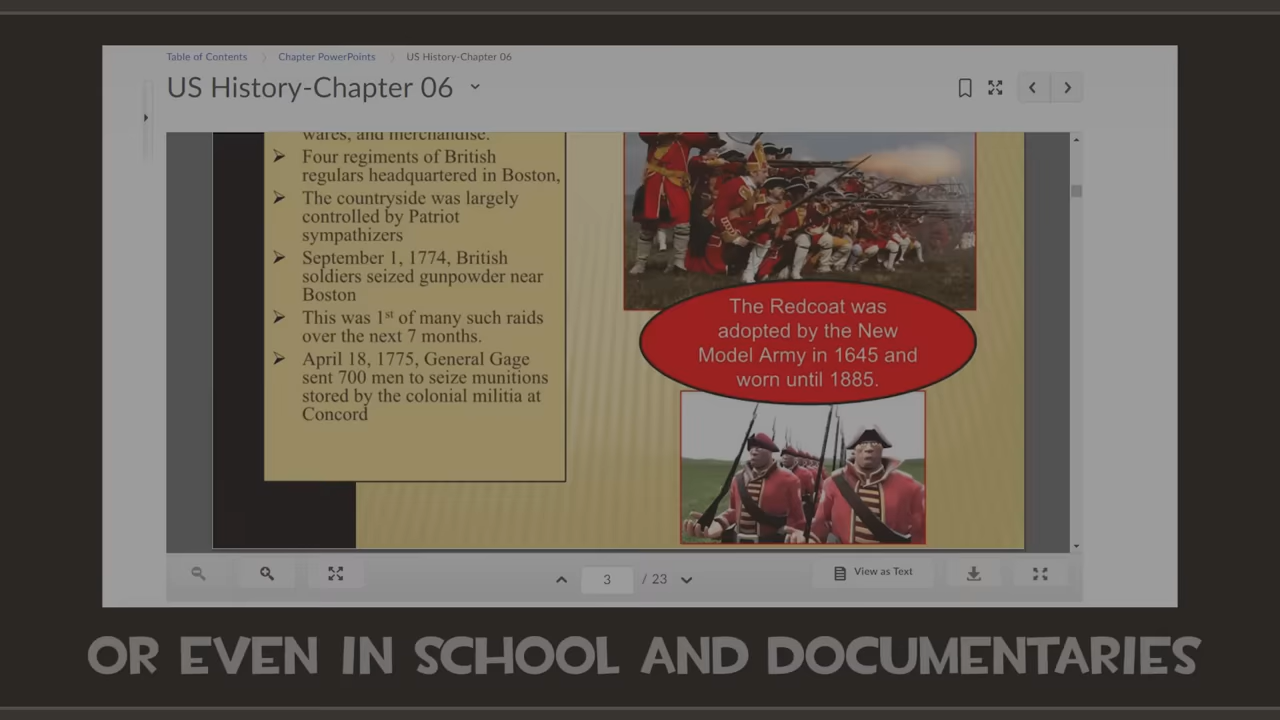 Table of Contents
Chapter PowerPoints
US History-Chapter 06
US History-Chapter 06
wares, and merchandise.
Four regiments of British
regulars headquartered in Boston,
The countryside was largely
controlled by Patriot
sympathizers
September 1, 1774, British
soldiers seized gunpowder near
Boston
This was 1st of many such raids
over the next 7 months.
April 18, 1775, General Gage
sent 700 men to seize munitions
stored by the colonial militia at
Concord
The Redcoat was
adopted by the New
Model Army in 1645 and
worn until 1885.
3 / 23
View as Text
OR EVEN IN SCHOOL AND DOCUMENTARIES